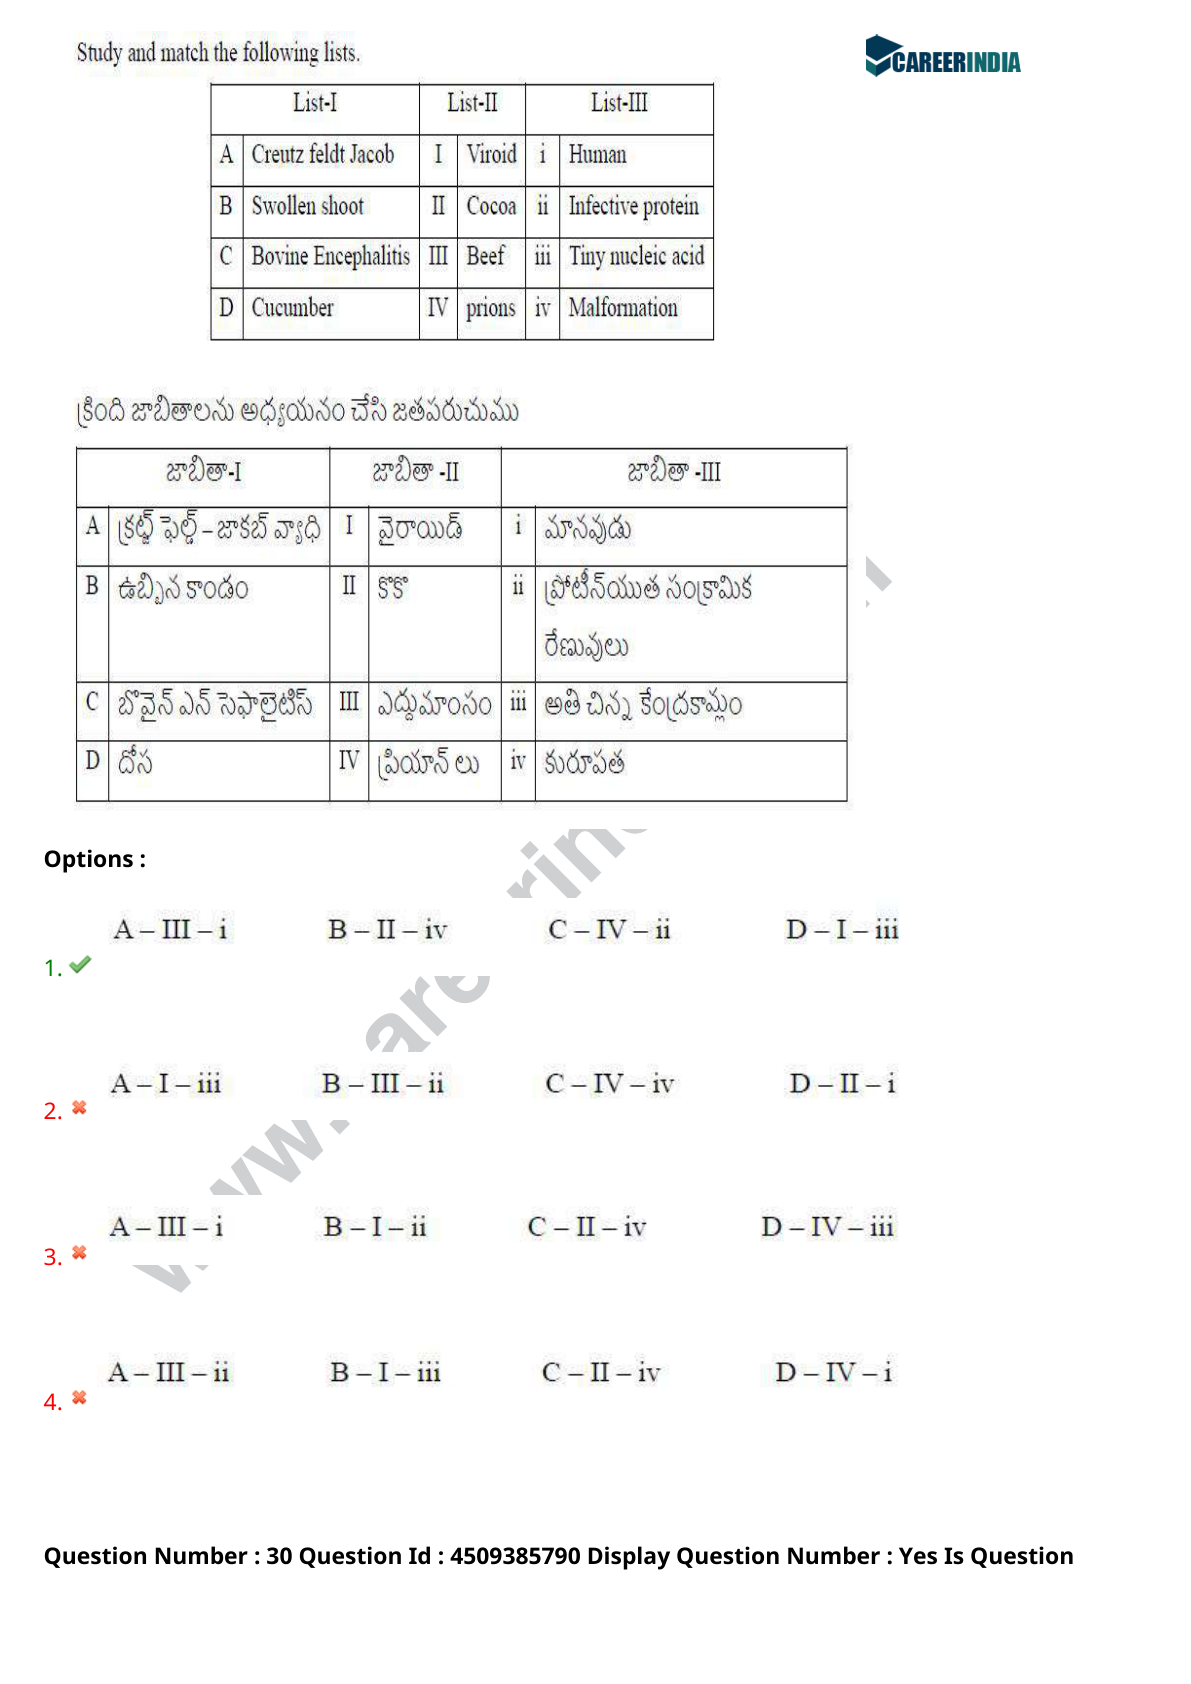 Study and match the following lists.
CAREERINDIA
List-I List-II List-III
A Creutz feldt Jacob I Viroid i Human
B Swollen shoot II Cocoa ii Infective protein
C Bovine Encephalitis III Beef iii Tiny nucleic acid
D Cucumber IV prions iv Malformation
క్రింది జాబితాలను అధ్యయనం చేసి జతపరుచుము
జాబితా-I జాబితా -II జాబితా -III
A క్రట్జ్ ఫెల్డ్ – జాకబ్ వ్యాధి I వైరాయిడ్ i మానవుడు
B ఉబ్బిన కాండం II కొకొ ii ప్రోటీన్‌యుత సంక్రామిక
రేణువులు
C బొవైన్ ఎన్ సెఫాలైటిస్ III ఎద్దుమాంసం iii అతి చిన్న కేంద్రకామ్లం
D దోస IV ప్రియాన్ లు iv కురూపత
Options :
A – III – i B – II – iv C – IV – ii D – I – iii
1.
A – I – iii B – III – ii C – IV – iv D – II – i
2.
A – III – i B – I – ii C – II – iv D – IV – iii
3.
A – III – ii B – I – iii C – II – iv D – IV – i
4.
Question Number : 30 Question Id : 4509385790 Display Question Number : Yes Is Question